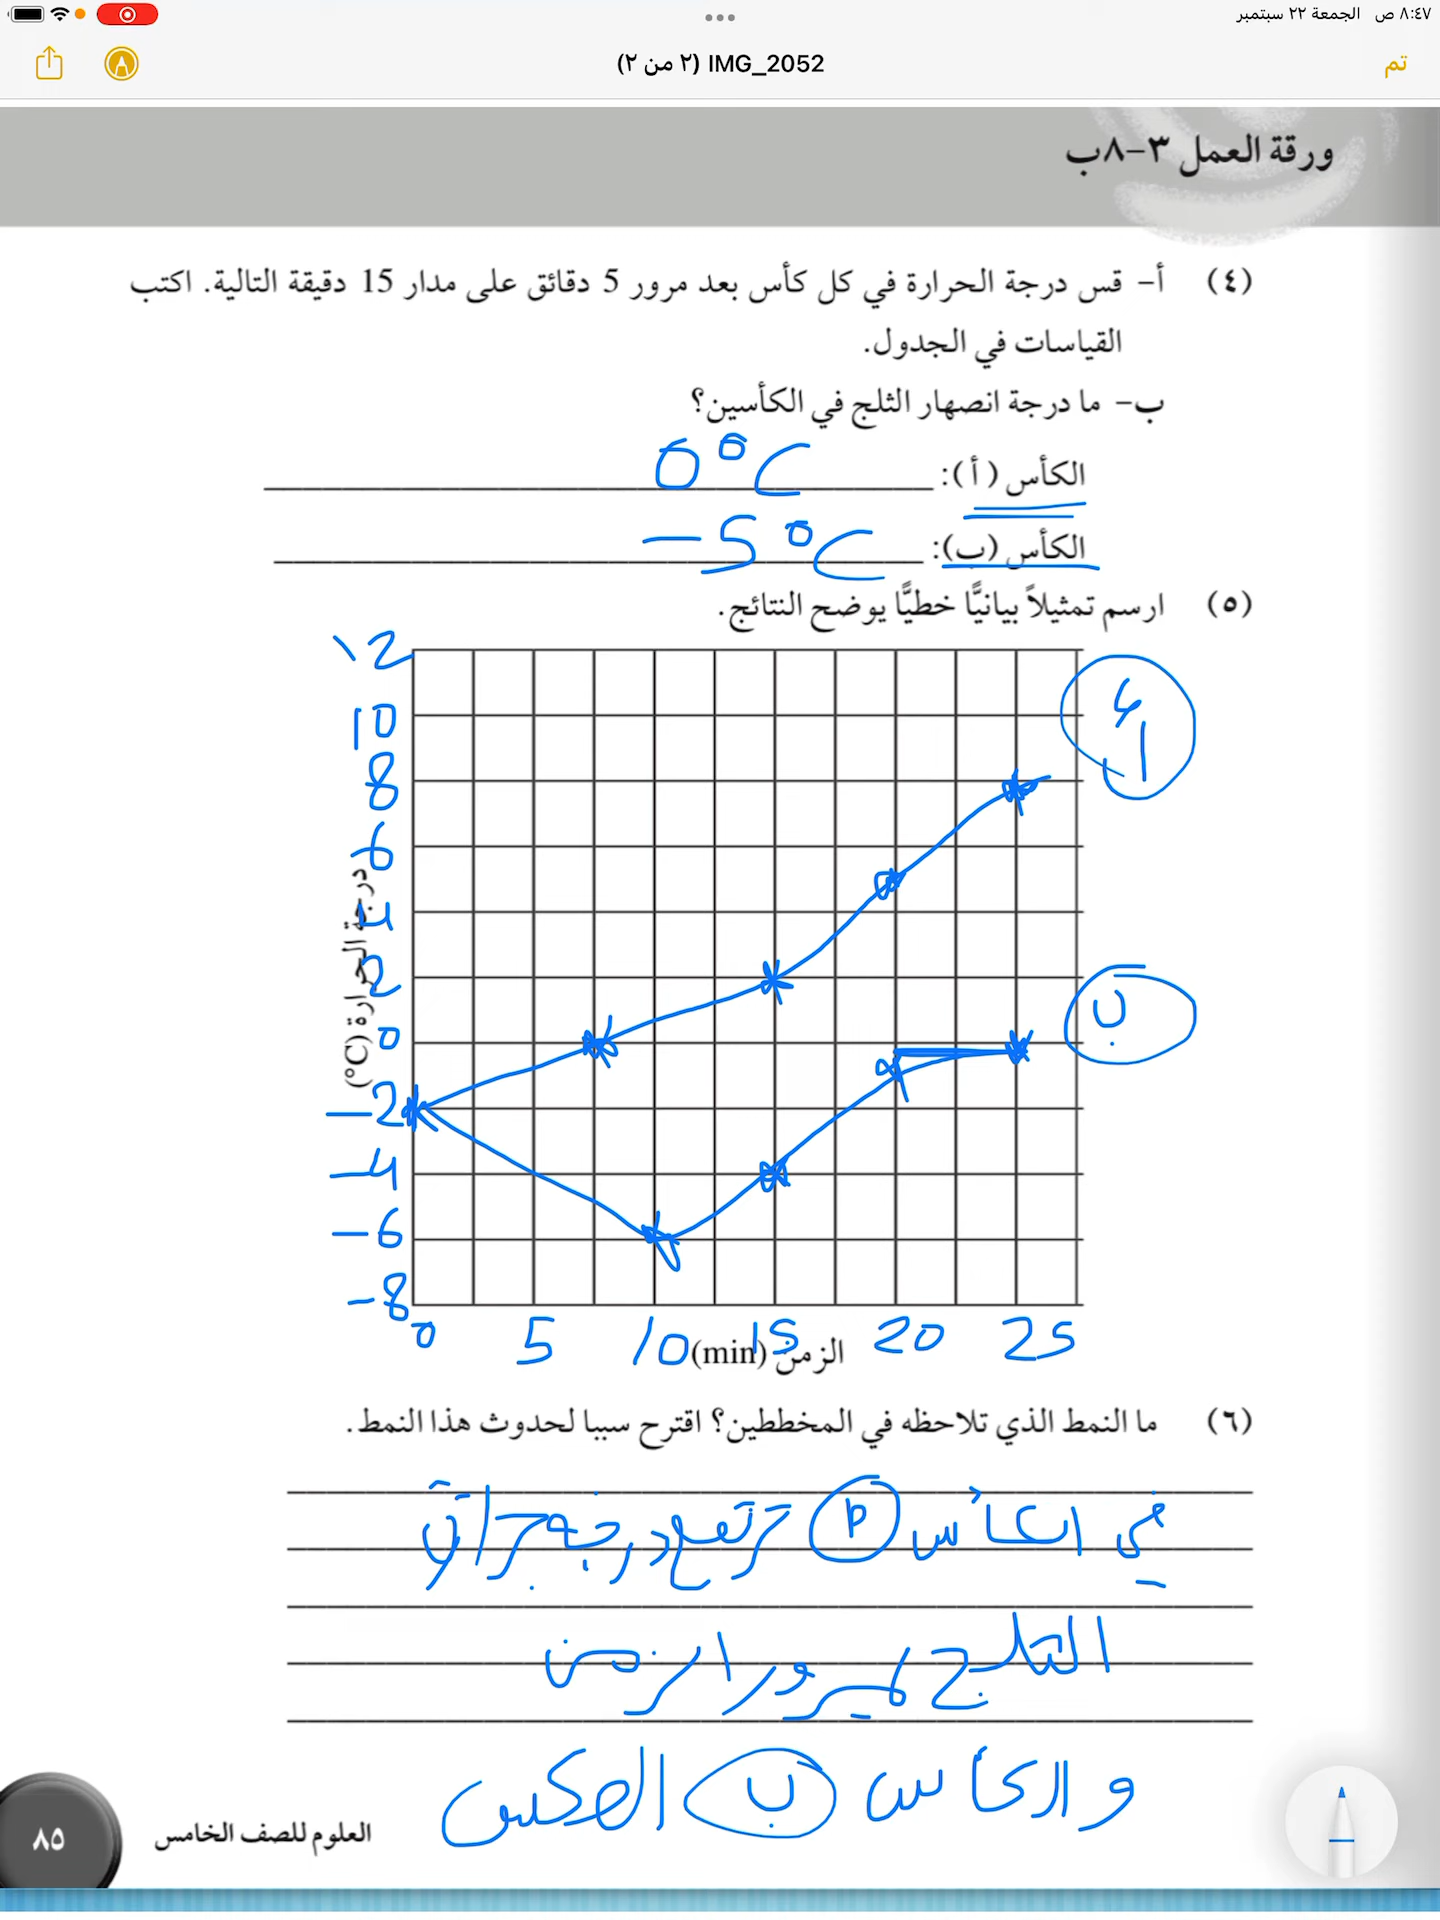 ٨:٤٧ ص الجمعة ٢٢ سبتمبر
IMG_2052 (٢ من ٢)
تم
ورقة العمل ٣-٨ب
(٤) أ- قس درجة الحرارة في كل كأس بعد مرور 5 دقائق على مدار 15 دقيقة التالية. اكتب
القياسات في الجدول.
ب- ما درجة انصهار الثلج في الكأسين؟
الكأس (أ): 0°C
الكأس (ب): -5°C
(٥) ارسم تمثيلاً بيانيًّا خطيًّا يوضح النتائج.
12
10
8
6
4
2
0
-2
-4
-6
-8
درجة الحرارة (°C)
أ
ب
0 5 10 15 20 25
الزمن (min)
(٦) ما النمط الذي تلاحظه في المخططين؟ اقترح سببا لحدوث هذا النمط.
في الكأس أ ترتفع درجة حرارة
الثلج بمرور الزمن
والكأس ب العكس
العلوم للصف الخامس
٨٥